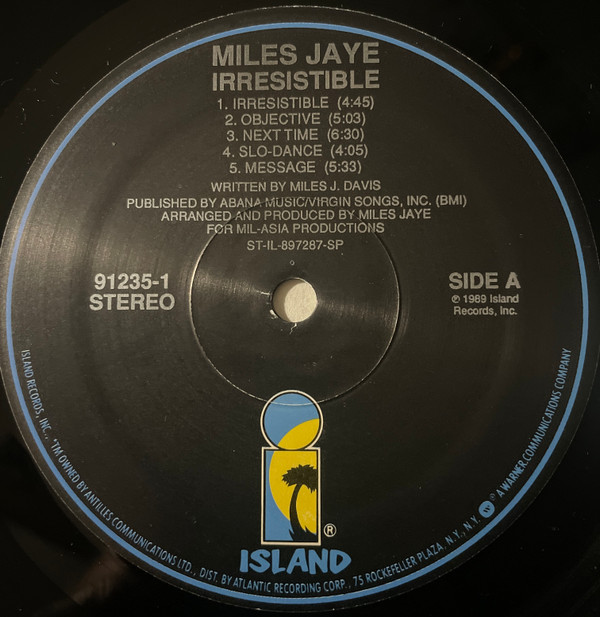 MILES JAYE
IRRESISTIBLE
1. IRRESISTIBLE (4:45)
2. OBJECTIVE (5:03)
3. NEXT TIME (6:30)
4. SLO-DANCE (4:05)
5. MESSAGE (5:33)
WRITTEN BY MILES J. DAVIS
PUBLISHED BY ABANA MUSIC/VIRGIN SONGS, INC. (BMI)
ARRANGED AND PRODUCED BY MILES JAYE
FOR MIL-ASIA PRODUCTIONS
ST-IL-897287-SP
91235-1
STEREO
SIDE A
℗ 1989 Island
Records, Inc.
®
ISLAND
ISLAND RECORDS, INC., *TM OWNED BY ANTILLES COMMUNICATIONS LTD., DIST. BY ATLANTIC RECORDING CORP., 75 ROCKEFELLER PLAZA, N.Y., N.Y. W ® A WARNER COMMUNICATIONS COMPANY